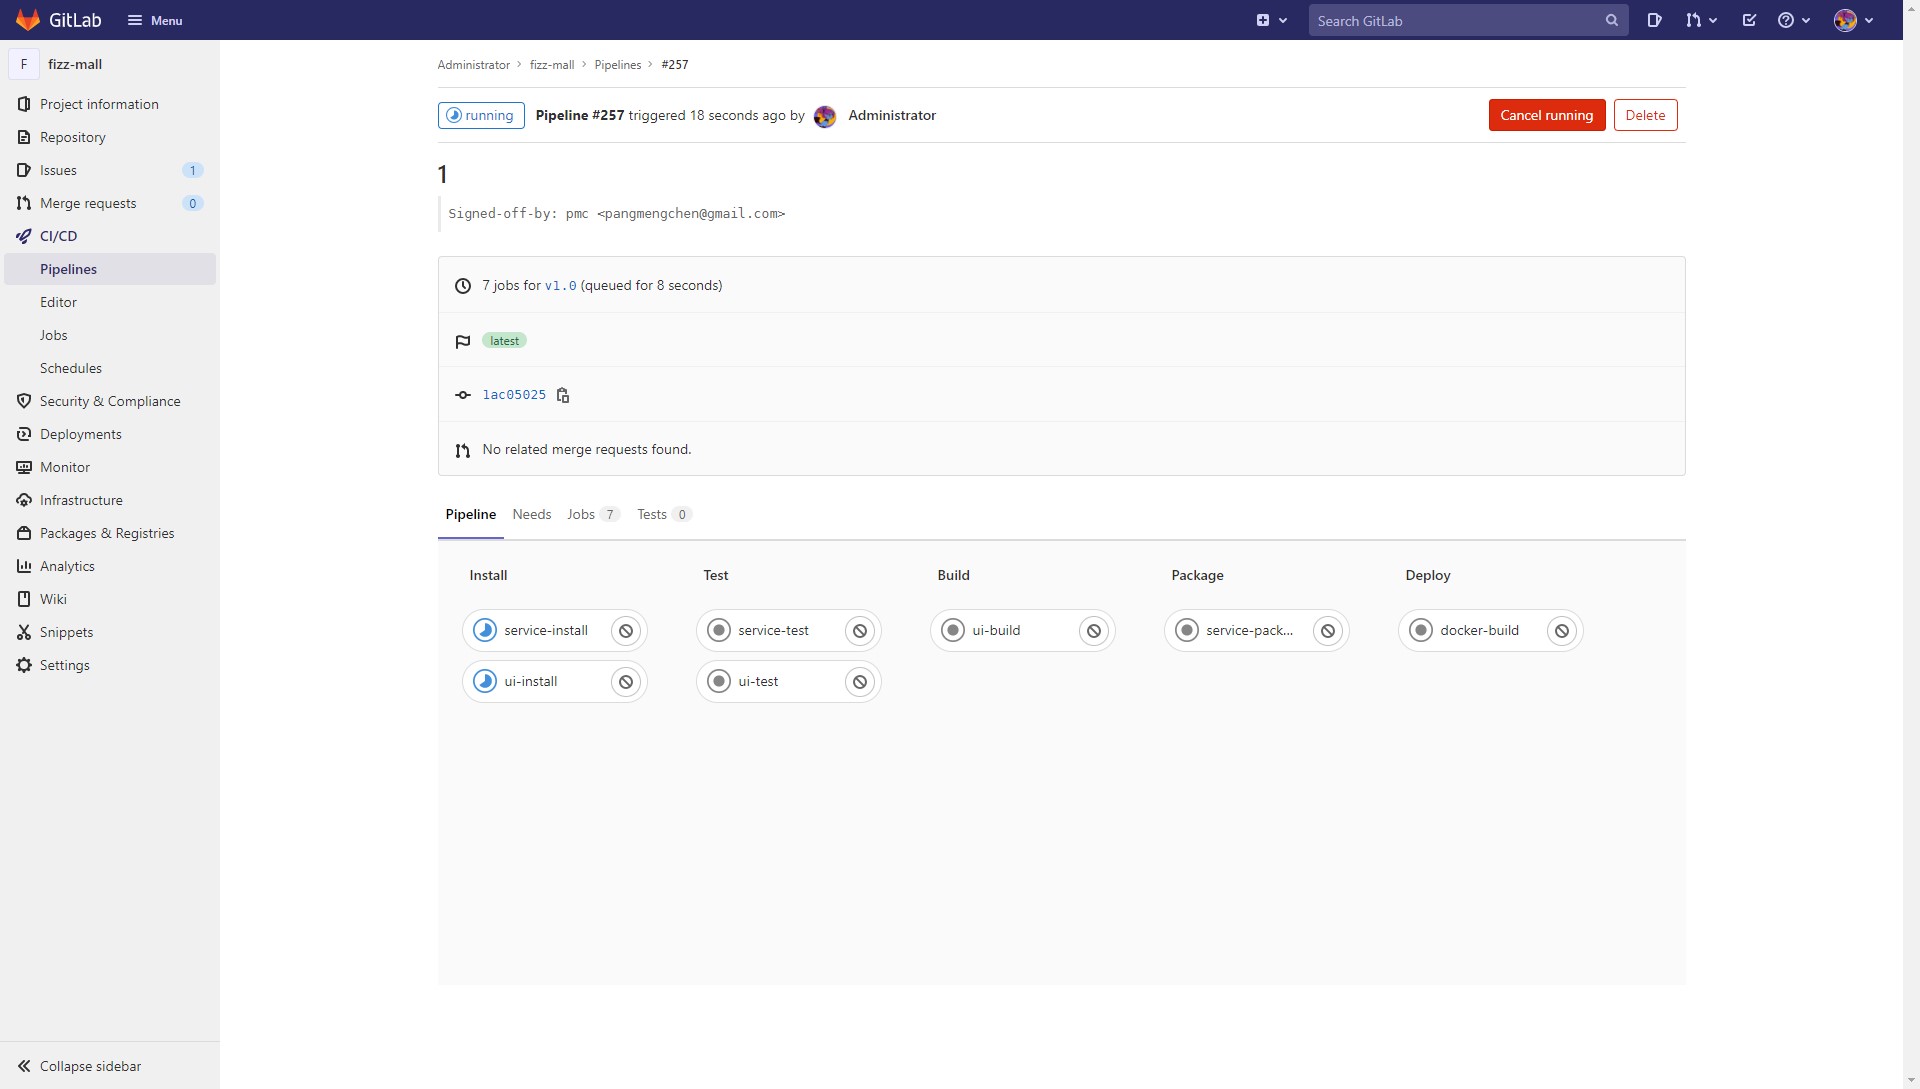 GitLab
Menu
Search GitLab
F
fizz-mall
Project information
Repository
Issues 1
Merge requests 0
CI/CD
Pipelines
Editor
Jobs
Schedules
Security & Compliance
Deployments
Monitor
Infrastructure
Packages & Registries
Analytics
Wiki
Snippets
Settings
Collapse sidebar
Administrator › fizz-mall › Pipelines › #257
running Pipeline #257 triggered 18 seconds ago by Administrator
Cancel running
Delete
1
Signed-off-by: pmc <pangmengchen@gmail.com>
7 jobs for v1.0 (queued for 8 seconds)
latest
1ac05025
No related merge requests found.
Pipeline Needs Jobs 7 Tests 0
Install Test Build Package Deploy
service-install service-test ui-build service-pack... docker-build
ui-install ui-test